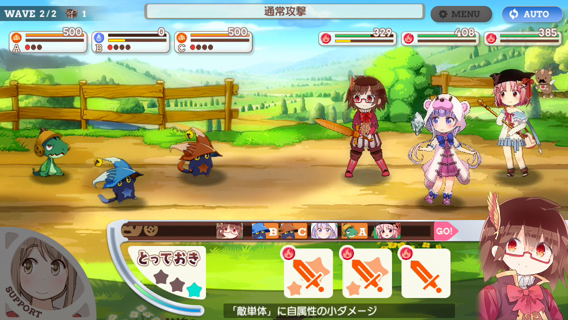 WAVE 2/2 1
通常攻撃
MENU
AUTO
500
A
0
B
500
C
329
408
385
B C A GO!
とっておき
SUPPORT
「敵単体」に自属性の小ダメージ